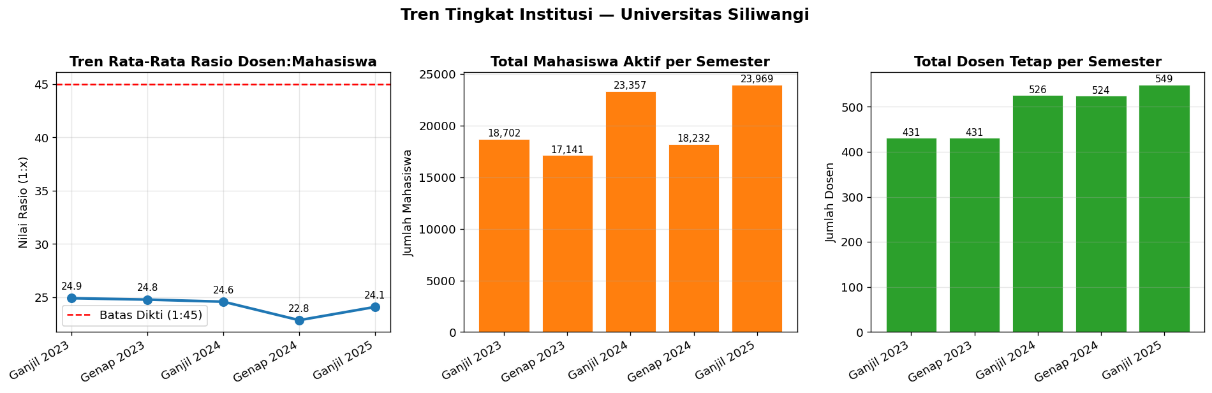 Tren Tingkat Institusi — Universitas Siliwangi
Tren Rata-Rata Rasio Dosen:Mahasiswa
Nilai Rasio (1:x)
45
40
35
30
25
24.9
24.8
24.6
22.8
24.1
Batas Dikti (1:45)
Ganjil 2023
Genap 2023
Ganjil 2024
Genap 2024
Ganjil 2025
Total Mahasiswa Aktif per Semester
Jumlah Mahasiswa
25000
20000
15000
10000
5000
0
18,702
17,141
23,357
18,232
23,969
Ganjil 2023
Genap 2023
Ganjil 2024
Genap 2024
Ganjil 2025
Total Dosen Tetap per Semester
Jumlah Dosen
500
400
300
200
100
0
431
431
526
524
549
Ganjil 2023
Genap 2023
Ganjil 2024
Genap 2024
Ganjil 2025